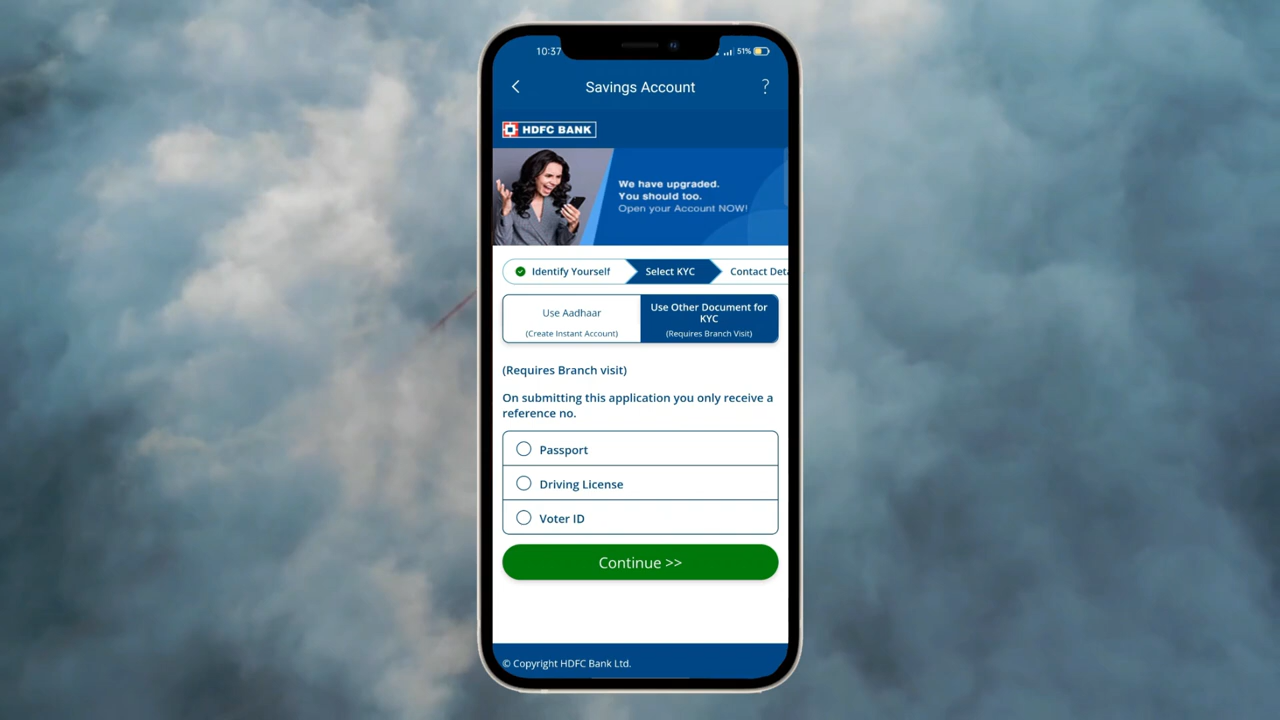 10:37
51%
Savings Account
?
HDFC BANK
We have upgraded.
You should too.
Open your Account NOW!
Identify Yourself
Select KYC
Contact Deta
Use Aadhaar
(Create Instant Account)
Use Other Document for
KYC
(Requires Branch Visit)
(Requires Branch visit)
On submitting this application you only receive a
reference no.
Passport
Driving License
Voter ID
Continue >>
© Copyright HDFC Bank Ltd.